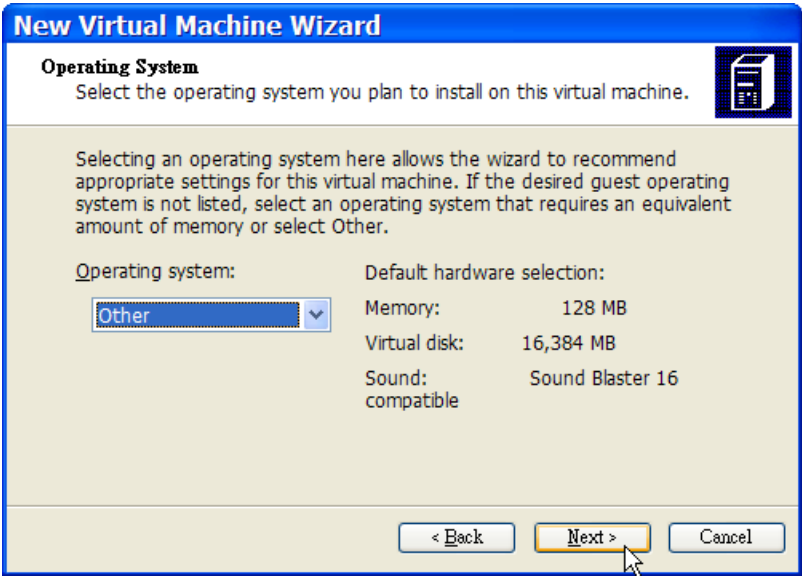 New Virtual Machine Wizard
Operating System
Select the operating system you plan to install on this virtual machine.
Selecting an operating system here allows the wizard to recommend
appropriate settings for this virtual machine. If the desired guest operating
system is not listed, select an operating system that requires an equivalent
amount of memory or select Other.
Operating system:
Other
Default hardware selection:
Memory: 128 MB
Virtual disk: 16,384 MB
Sound: Sound Blaster 16
compatible
< Back Next > Cancel